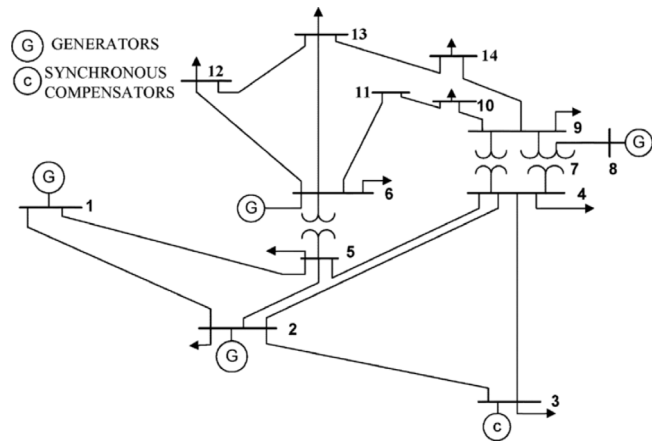 G GENERATORS
C SYNCHRONOUS
COMPENSATORS
13
14
12
11
10
9
G
8
7
G
6
4
G
1
5
2
G
3
C